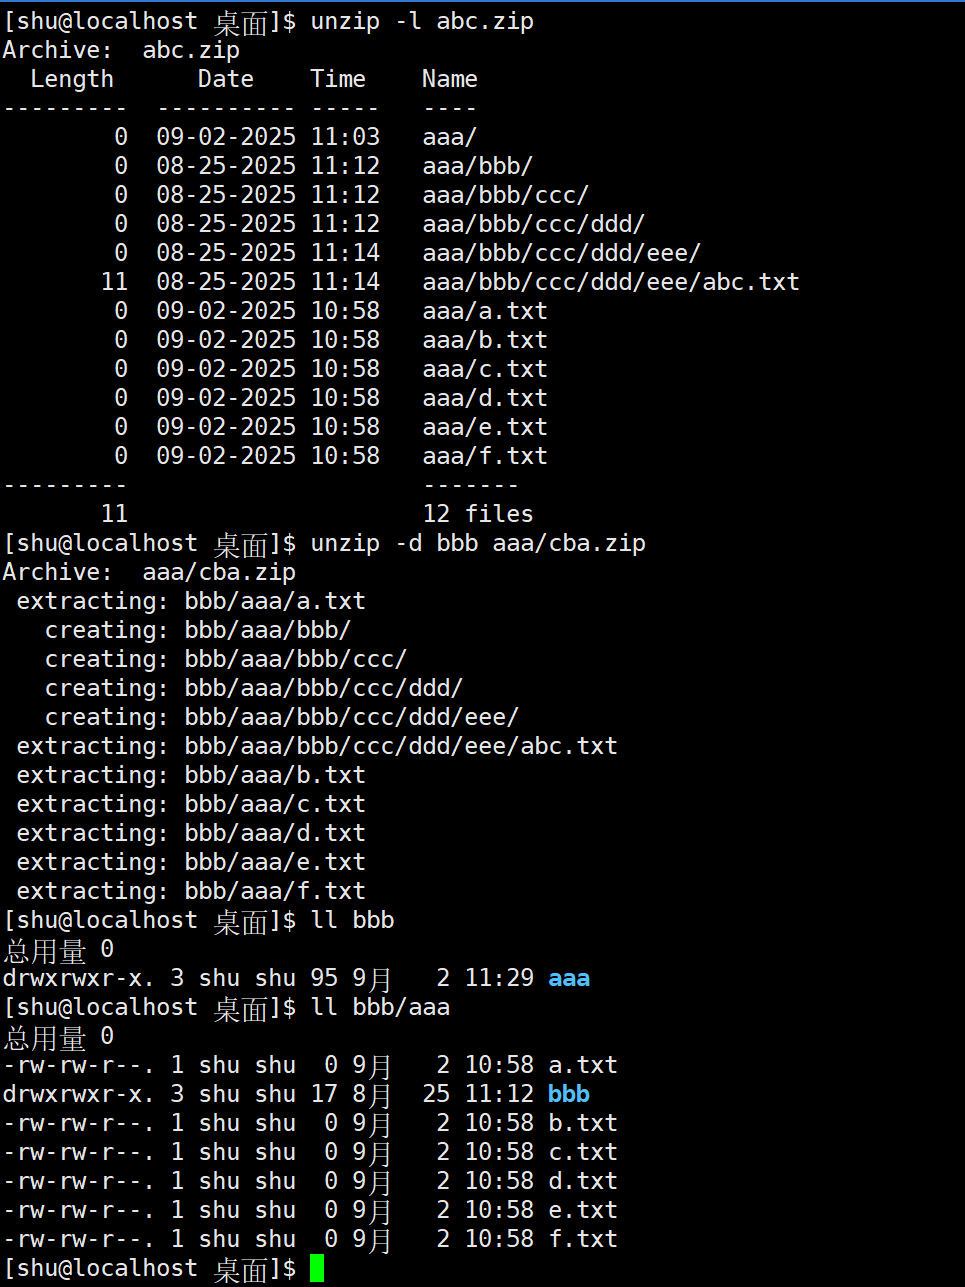 [shu@localhost 桌面]$ unzip -l abc.zip
Archive:  abc.zip
  Length      Date    Time    Name
---------  ---------- -----   ----
        0  09-02-2025 11:03   aaa/
        0  08-25-2025 11:12   aaa/bbb/
        0  08-25-2025 11:12   aaa/bbb/ccc/
        0  08-25-2025 11:12   aaa/bbb/ccc/ddd/
        0  08-25-2025 11:14   aaa/bbb/ccc/ddd/eee/
       11  08-25-2025 11:14   aaa/bbb/ccc/ddd/eee/abc.txt
        0  09-02-2025 10:58   aaa/a.txt
        0  09-02-2025 10:58   aaa/b.txt
        0  09-02-2025 10:58   aaa/c.txt
        0  09-02-2025 10:58   aaa/d.txt
        0  09-02-2025 10:58   aaa/e.txt
        0  09-02-2025 10:58   aaa/f.txt
---------                     -------
       11                     12 files
[shu@localhost 桌面]$ unzip -d bbb aaa/cba.zip
Archive:  aaa/cba.zip
 extracting: bbb/aaa/a.txt
   creating: bbb/aaa/bbb/
   creating: bbb/aaa/bbb/ccc/
   creating: bbb/aaa/bbb/ccc/ddd/
   creating: bbb/aaa/bbb/ccc/ddd/eee/
 extracting: bbb/aaa/bbb/ccc/ddd/eee/abc.txt
 extracting: bbb/aaa/b.txt
 extracting: bbb/aaa/c.txt
 extracting: bbb/aaa/d.txt
 extracting: bbb/aaa/e.txt
 extracting: bbb/aaa/f.txt
[shu@localhost 桌面]$ ll bbb
总用量 0
drwxrwxr-x. 3 shu shu 95 9月   2 11:29 aaa
[shu@localhost 桌面]$ ll bbb/aaa
总用量 0
-rw-rw-r--. 1 shu shu  0 9月   2 10:58 a.txt
drwxrwxr-x. 3 shu shu 17 8月  25 11:12 bbb
-rw-rw-r--. 1 shu shu  0 9月   2 10:58 b.txt
-rw-rw-r--. 1 shu shu  0 9月   2 10:58 c.txt
-rw-rw-r--. 1 shu shu  0 9月   2 10:58 d.txt
-rw-rw-r--. 1 shu shu  0 9月   2 10:58 e.txt
-rw-rw-r--. 1 shu shu  0 9月   2 10:58 f.txt
[shu@localhost 桌面]$